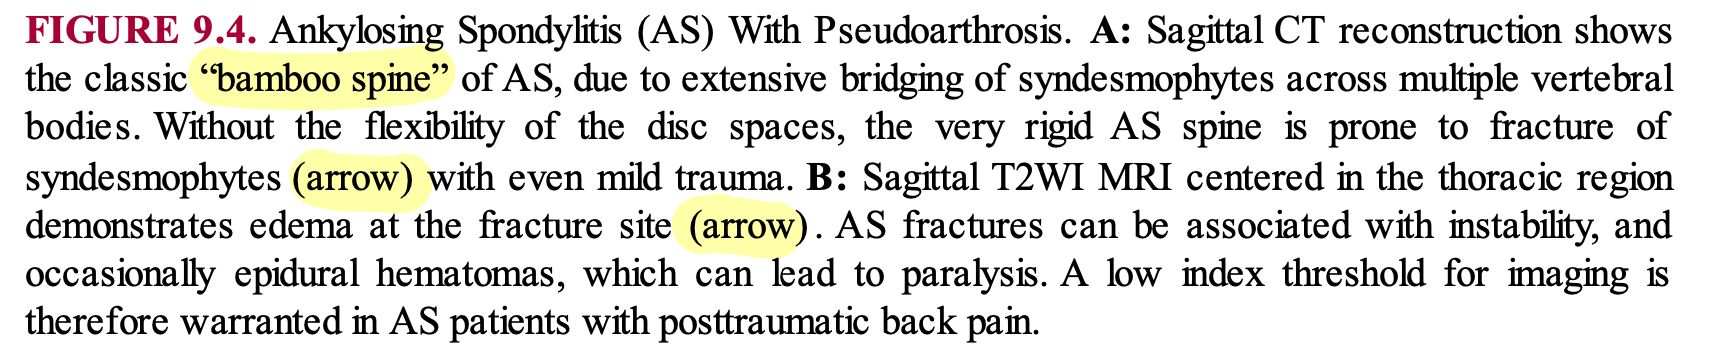 FIGURE 9.4. Ankylosing Spondylitis (AS) With Pseudoarthrosis. A: Sagittal CT reconstruction shows
the classic “bamboo spine” of AS, due to extensive bridging of syndesmophytes across multiple vertebral
bodies. Without the flexibility of the disc spaces, the very rigid AS spine is prone to fracture of
syndesmophytes (arrow) with even mild trauma. B: Sagittal T2WI MRI centered in the thoracic region
demonstrates edema at the fracture site (arrow). AS fractures can be associated with instability, and
occasionally epidural hematomas, which can lead to paralysis. A low index threshold for imaging is
therefore warranted in AS patients with posttraumatic back pain.